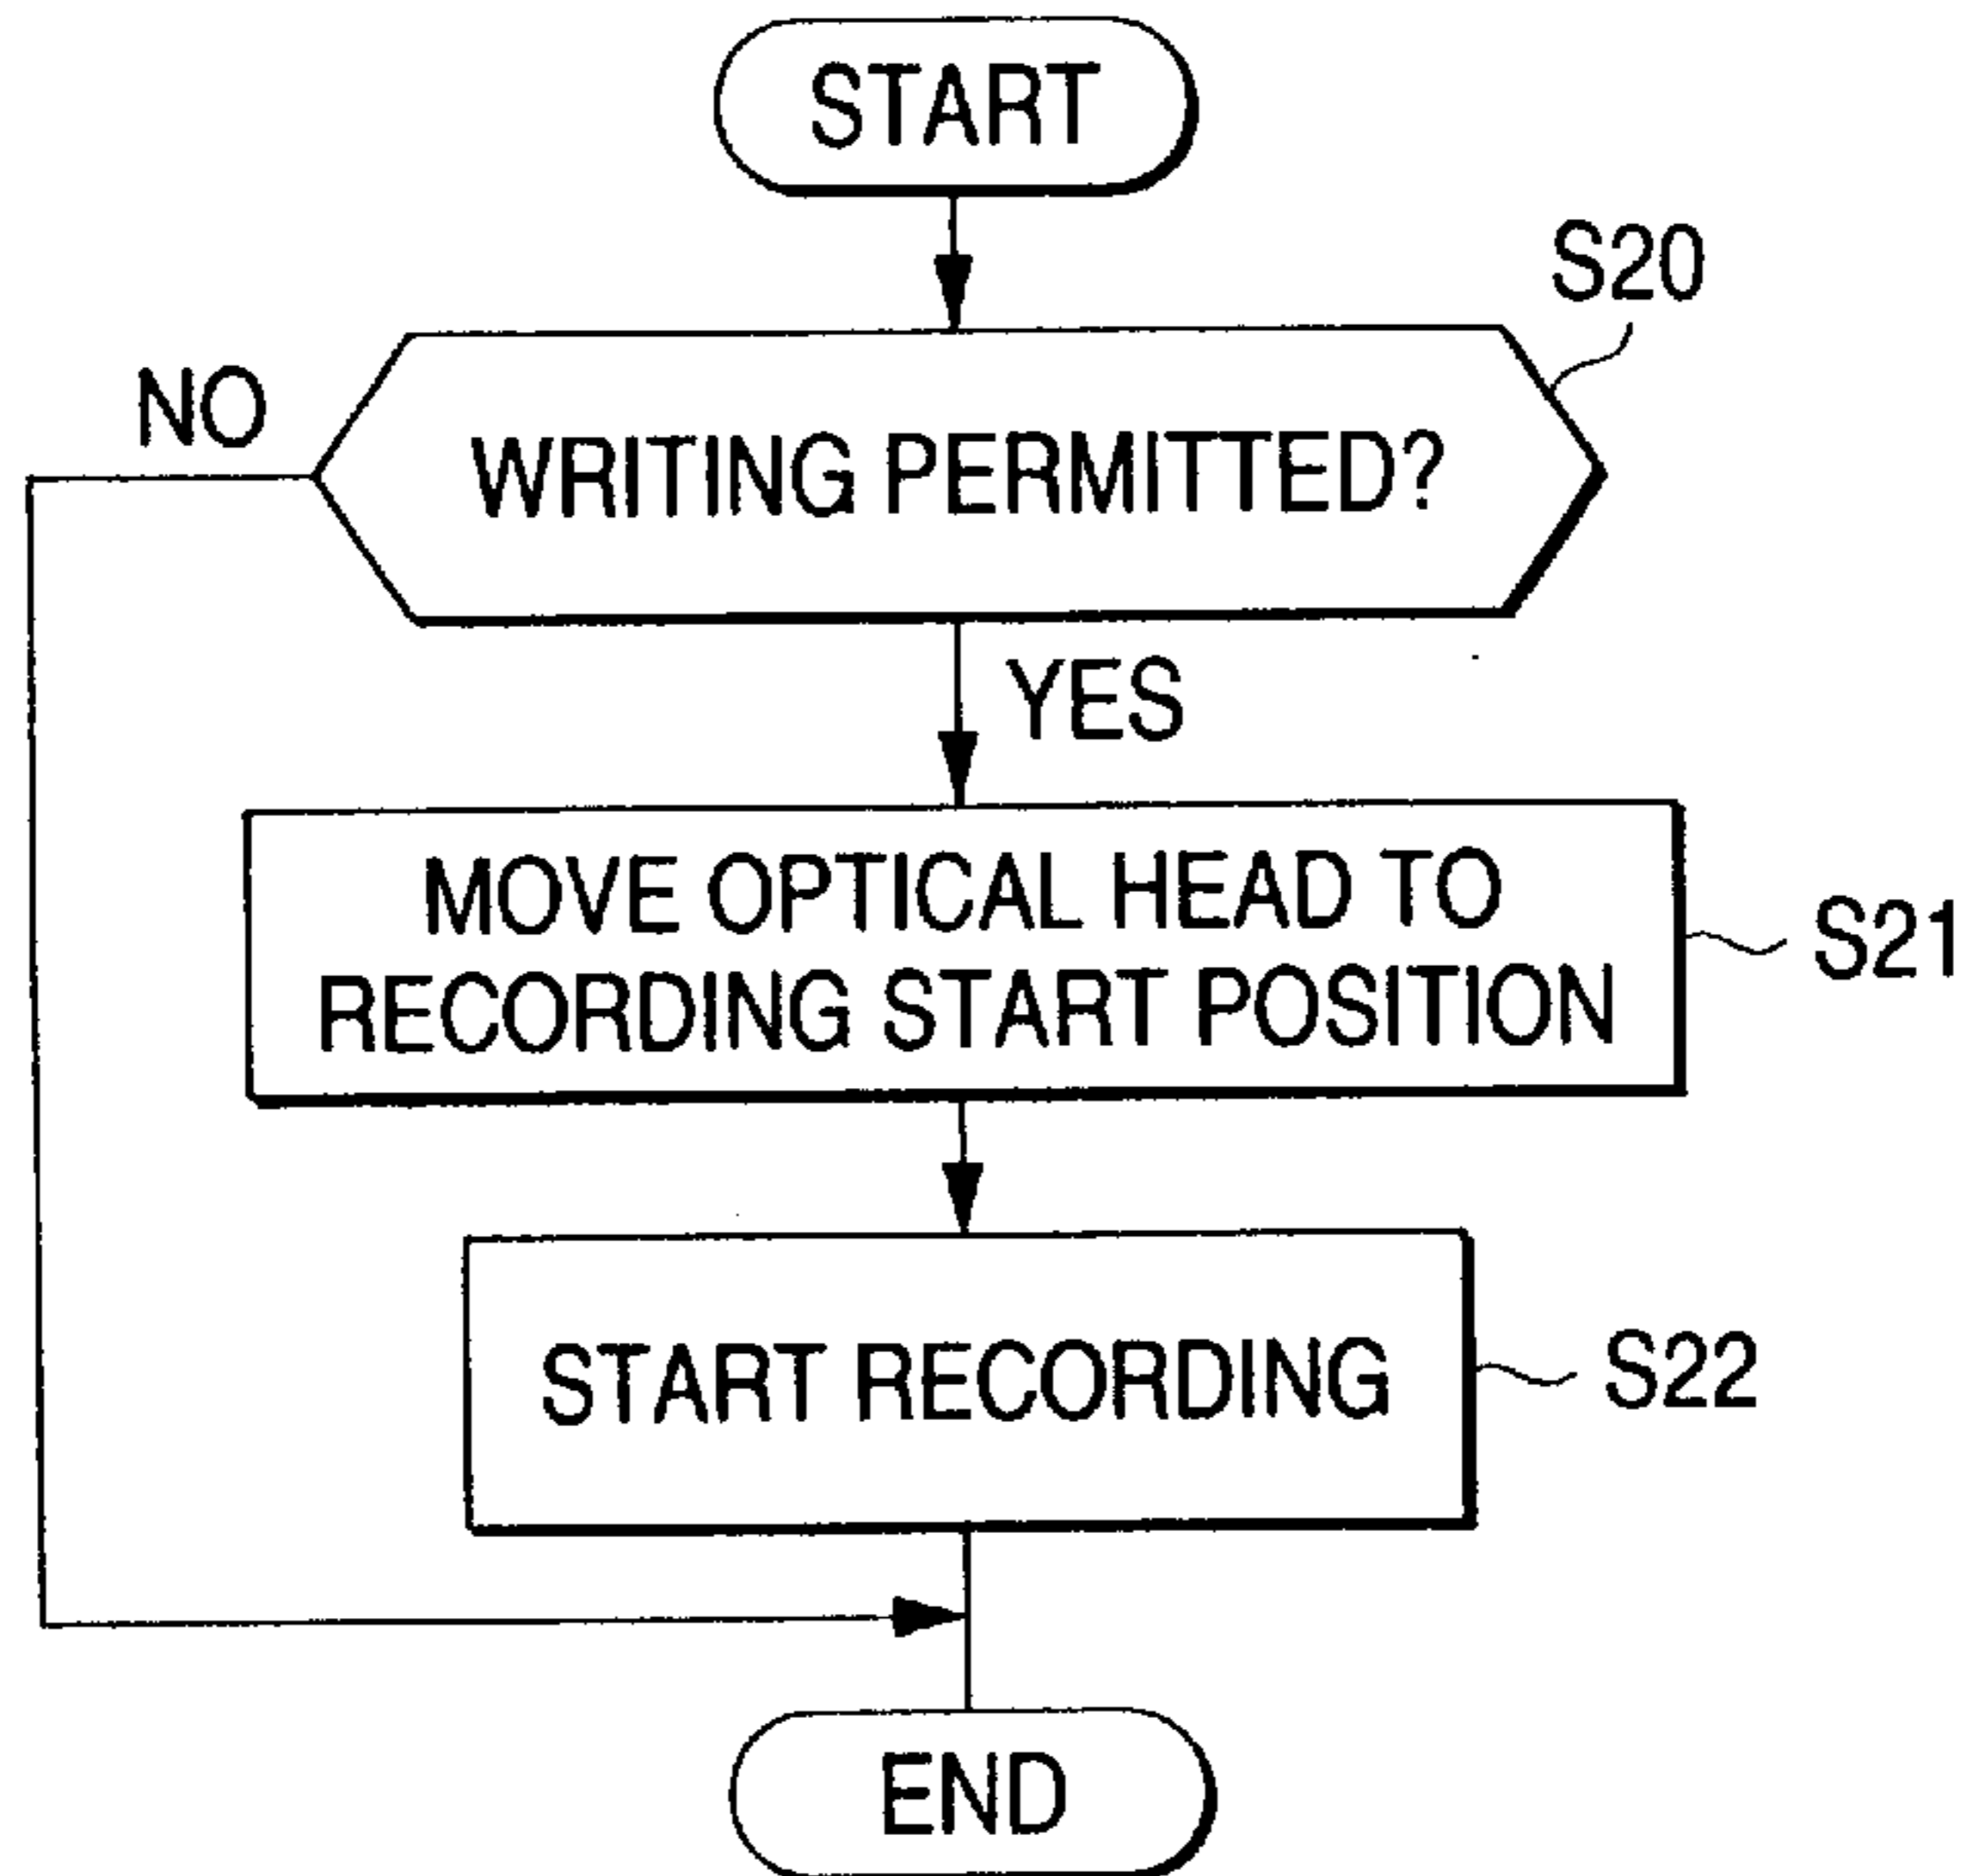 START
S20
NO
WRITING PERMITTED?
YES
MOVE OPTICAL HEAD TO
RECORDING START POSITION
S21
START RECORDING
S22
END